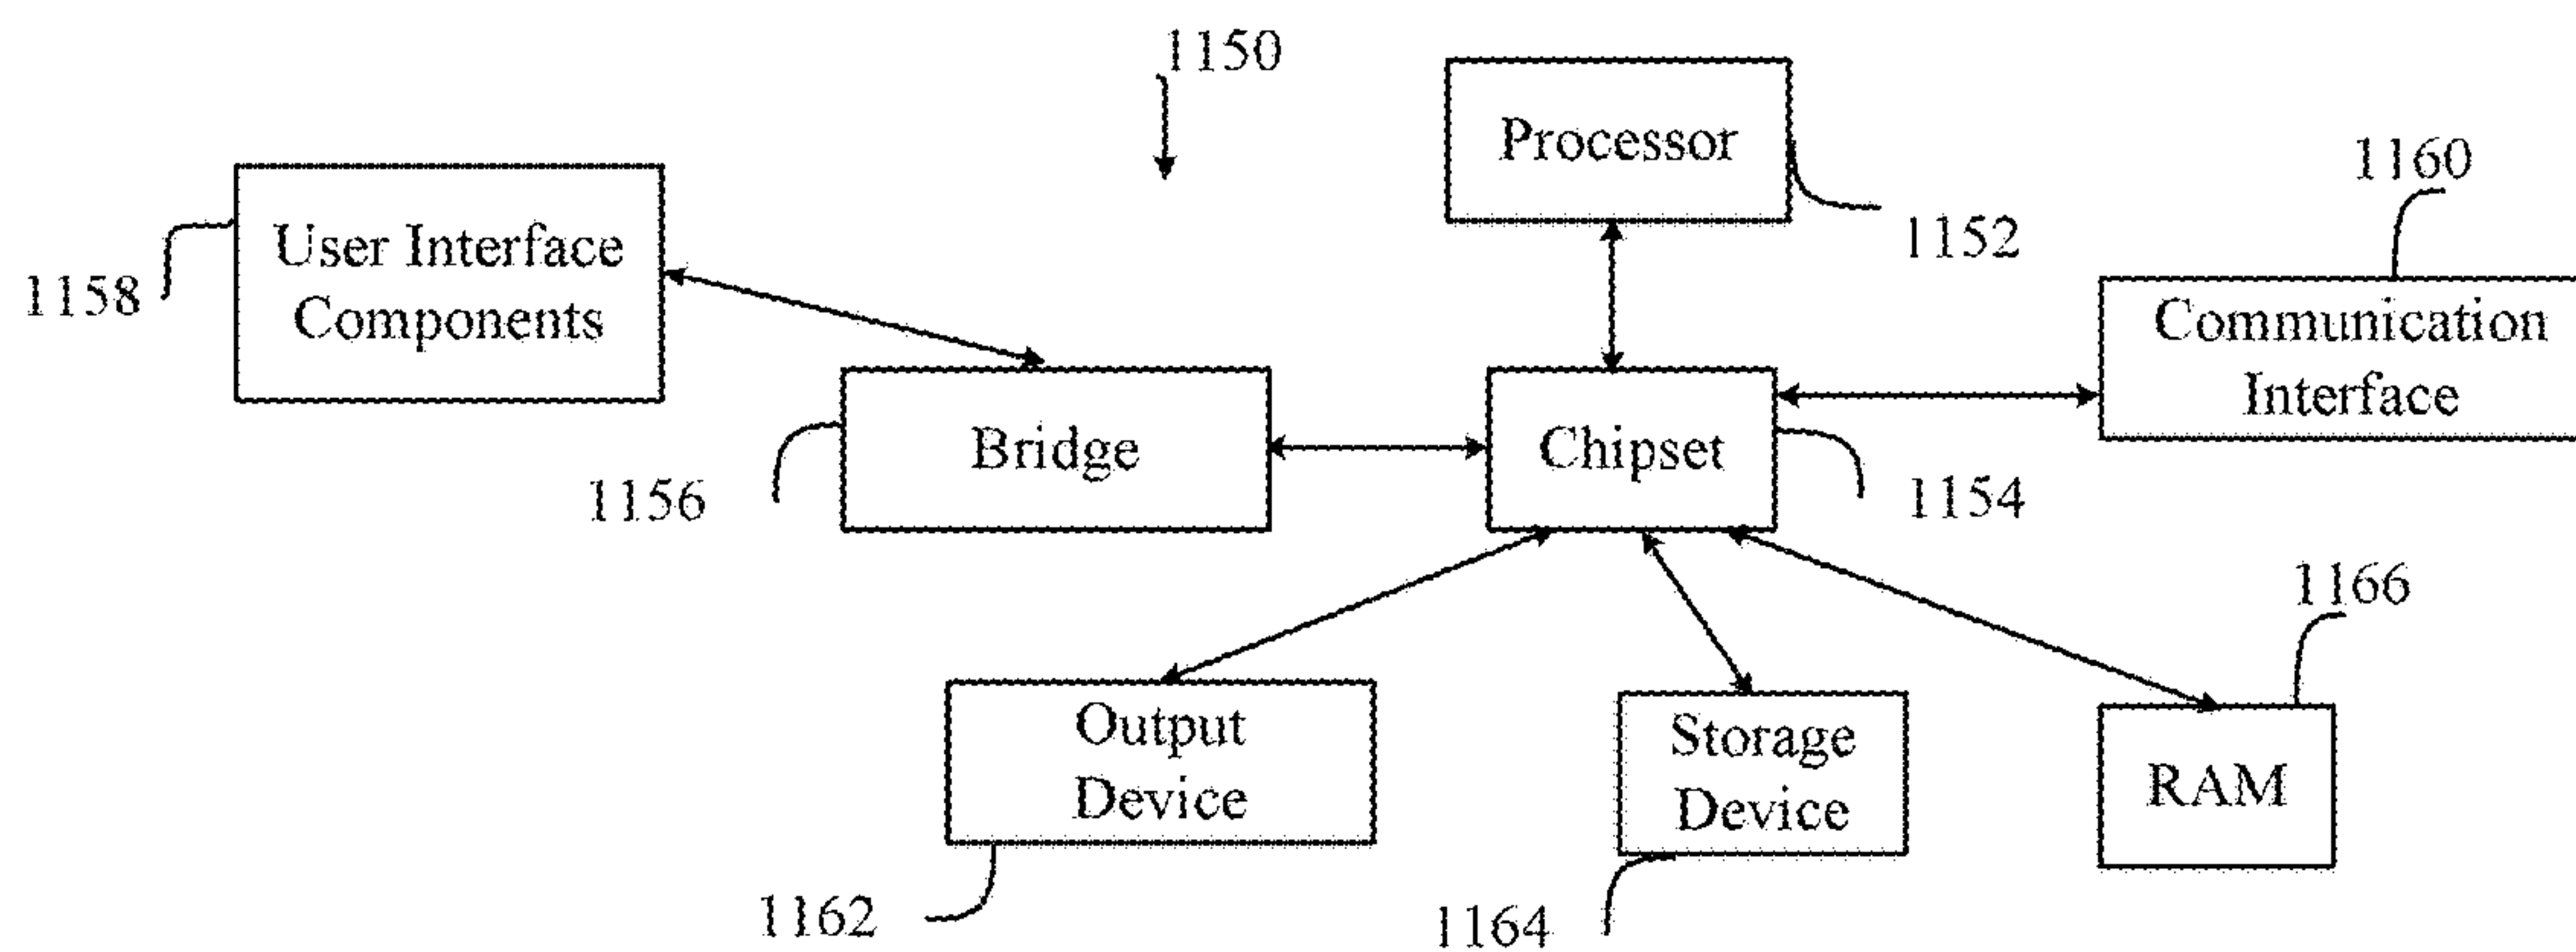 1150
Processor
1160
1152
User Interface
Components
1158
Communication
Interface
Bridge
Chipset
1156
1154
1166
Output
Device
Storage
Device
RAM
1162
1164